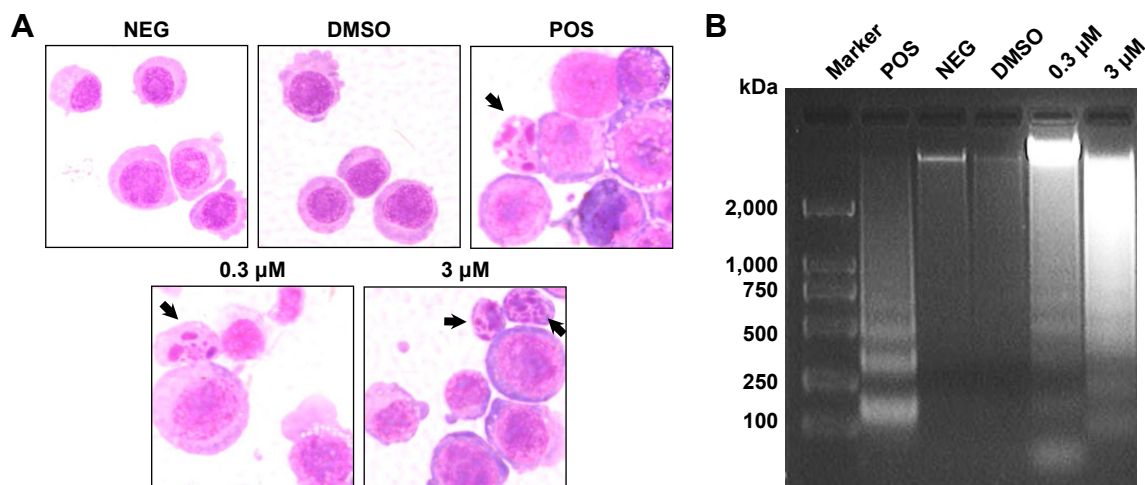 A
NEG
DMSO
POS
0.3 µM
3 µM
B
Marker
POS
NEG
DMSO
0.3 µM
3 µM
kDa
2,000
1,000
750
500
250
100